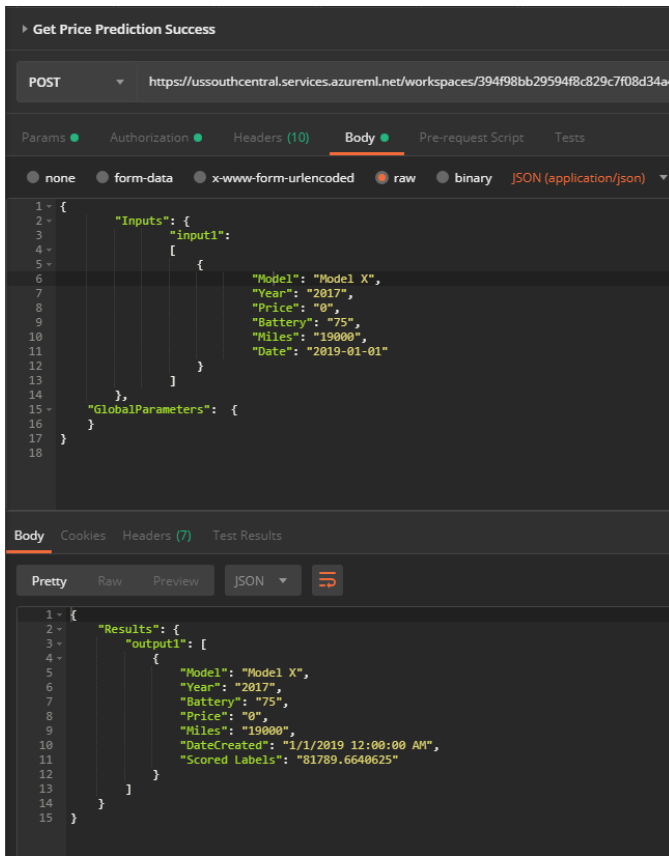 Get Price Prediction Success
POST https://ussouthcentral.services.azureml.net/workspaces/394f98bb29594f8c829c7f08d34a
Params Authorization Headers (10) Body Pre-request Script Tests
none form-data x-www-form-urlencoded raw binary JSON (application/json)
1 {
2 "Inputs": {
3 "input1":
4 [
5 {
6 "Model": "Model X",
7 "Year": "2017",
8 "Price": "0",
9 "Battery": "75",
10 "Miles": "19000",
11 "Date": "2019-01-01"
12 }
13 ]
14 },
15 "GlobalParameters": {
16 }
17 }
18
Body Cookies Headers (7) Test Results
Pretty Raw Preview JSON
1 {
2 "Results": {
3 "output1": [
4 {
5 "Model": "Model X",
6 "Year": "2017",
7 "Battery": "75",
8 "Price": "0",
9 "Miles": "19000",
10 "DateCreated": "1/1/2019 12:00:00 AM",
11 "Scored Labels": "81789.6640625"
12 }
13 ]
14 }
15 }